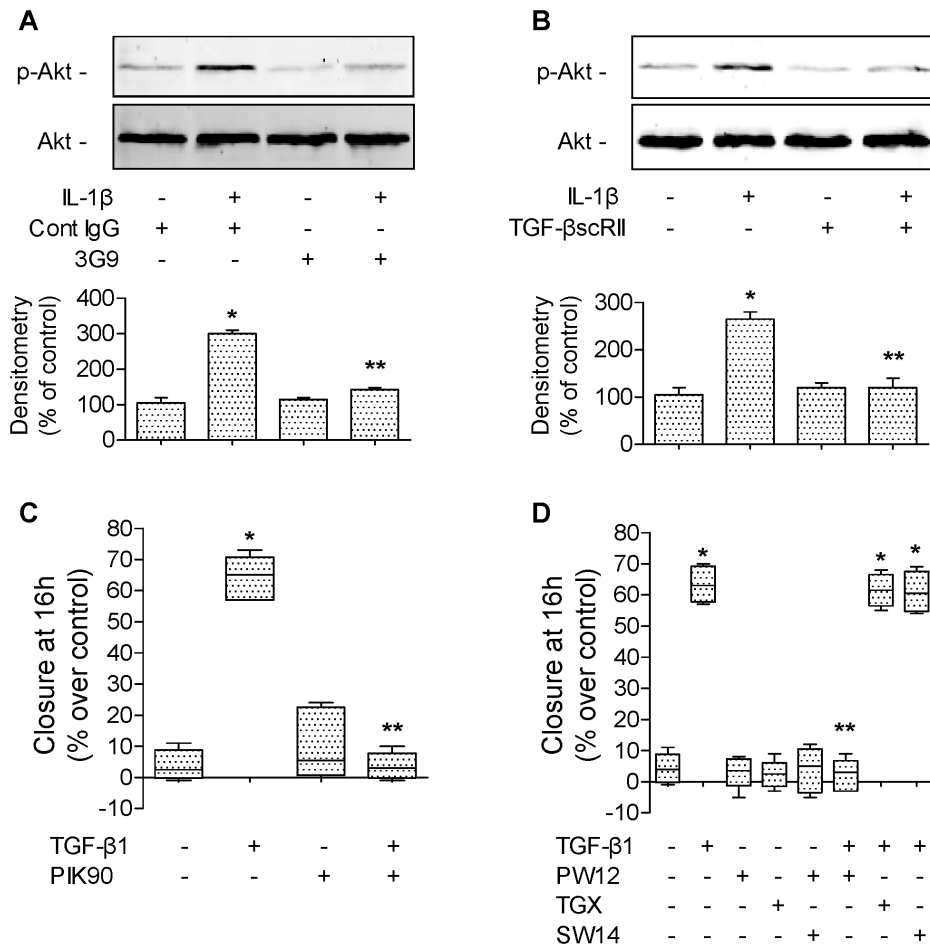 A
p-Akt -
Akt -
IL-1β - + - +
Cont IgG + + - -
3G9 - - + +
Densitometry
(% of control)
400
300
200
100
0
*
**
B
p-Akt -
Akt -
IL-1β - + - +
TGF-βscRII - - + +
Densitometry
(% of control)
300
200
100
0
*
**
C
Closure at 16h
(% over control)
80
70
60
50
40
30
20
10
0
-10
*
**
TGF-β1 - + - +
PIK90 - - + +
D
Closure at 16h
(% over control)
80
70
60
50
40
30
20
10
0
-10
*
**
*
*
TGF-β1 - + - - - + + +
PW12 - - + - + + - -
TGX - - - + - - + -
SW14 - - - - + - - +